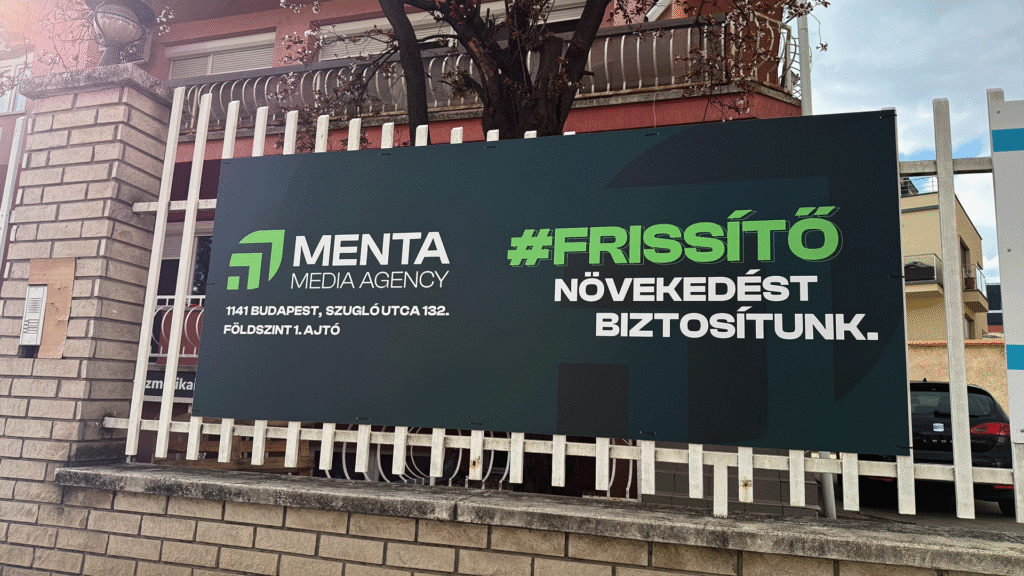 MENTA
MEDIA AGENCY
1141 BUDAPEST, SZUGLÓ UTCA 132.
FÖLDSZINT 1. AJTÓ
#FRISSÍTŐ
NÖVEKEDÉST
BIZTOSÍTUNK.